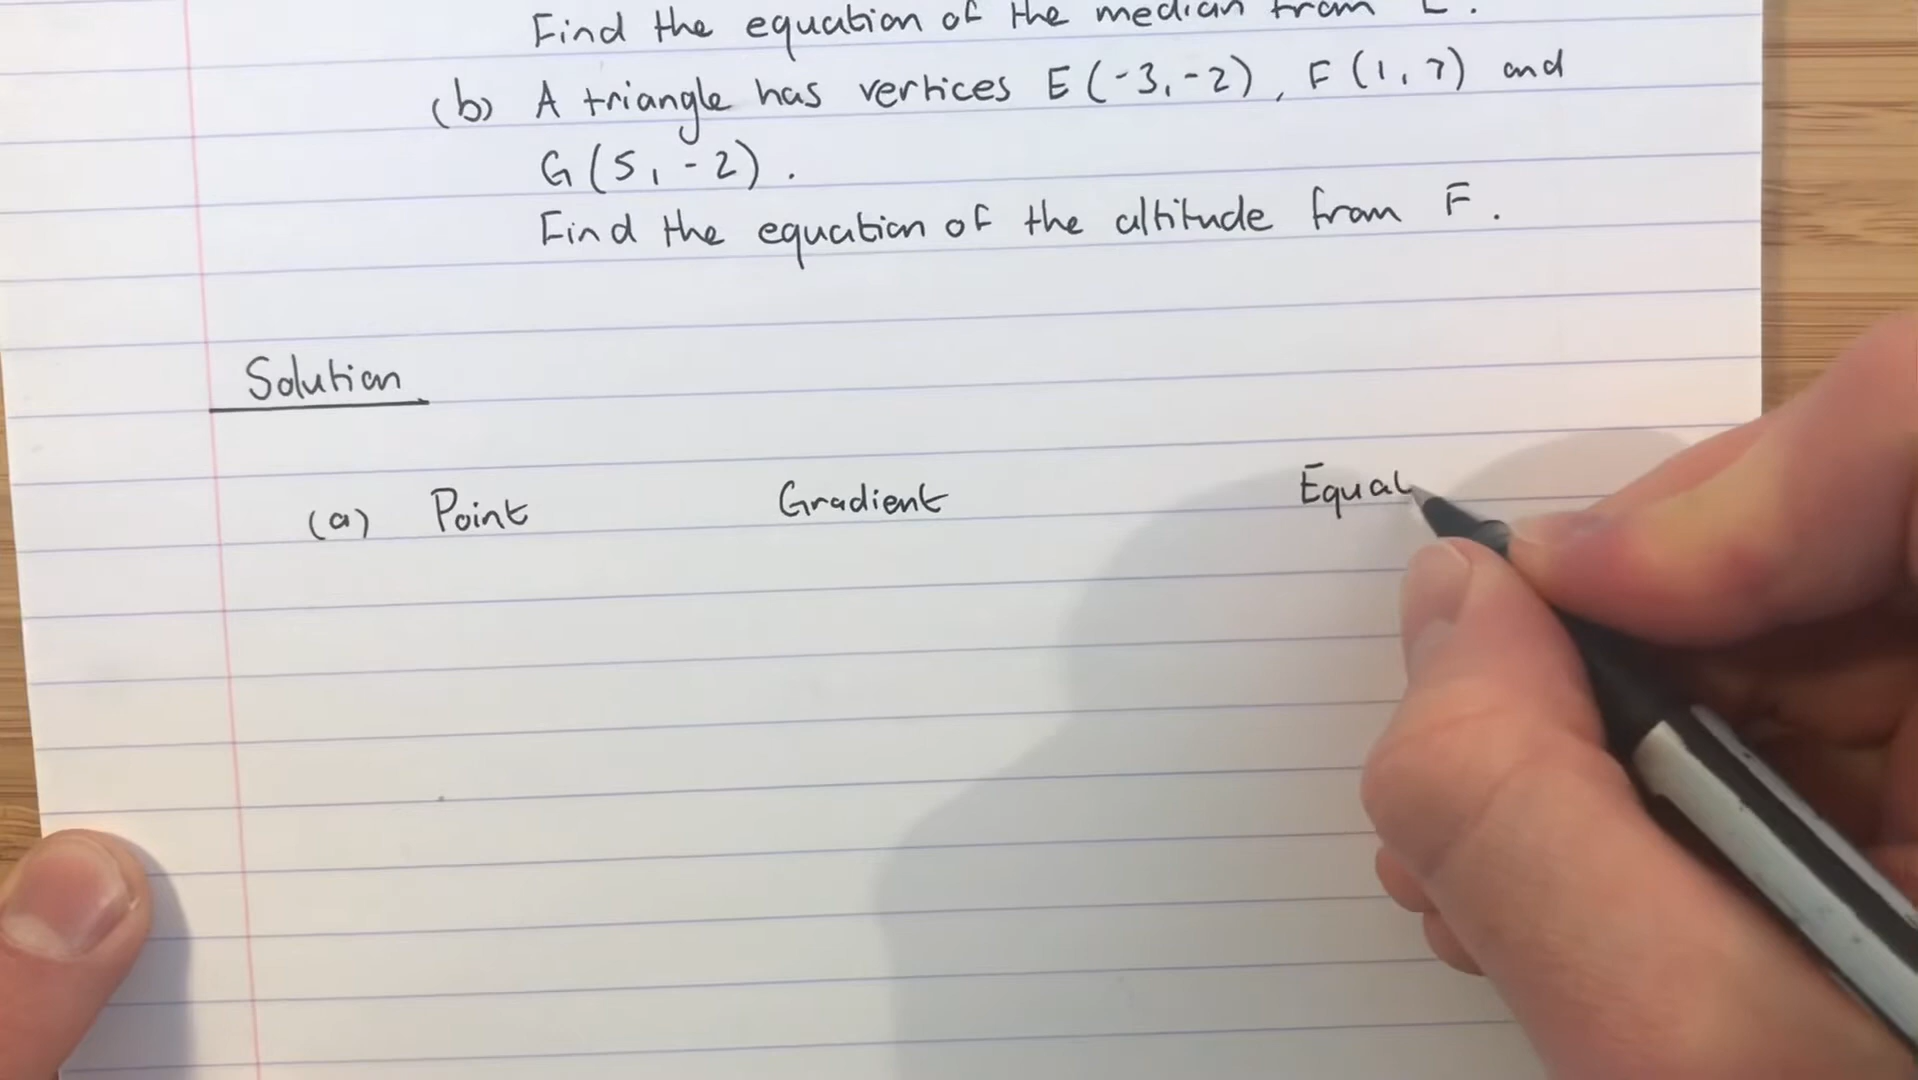 Find the equation of the median from
(b) A triangle has vertices E (-3, -2), F (1, 7) and
G (5, -2).
Find the equation of the altitude from F.
Solution
(a) Point Gradient Equat